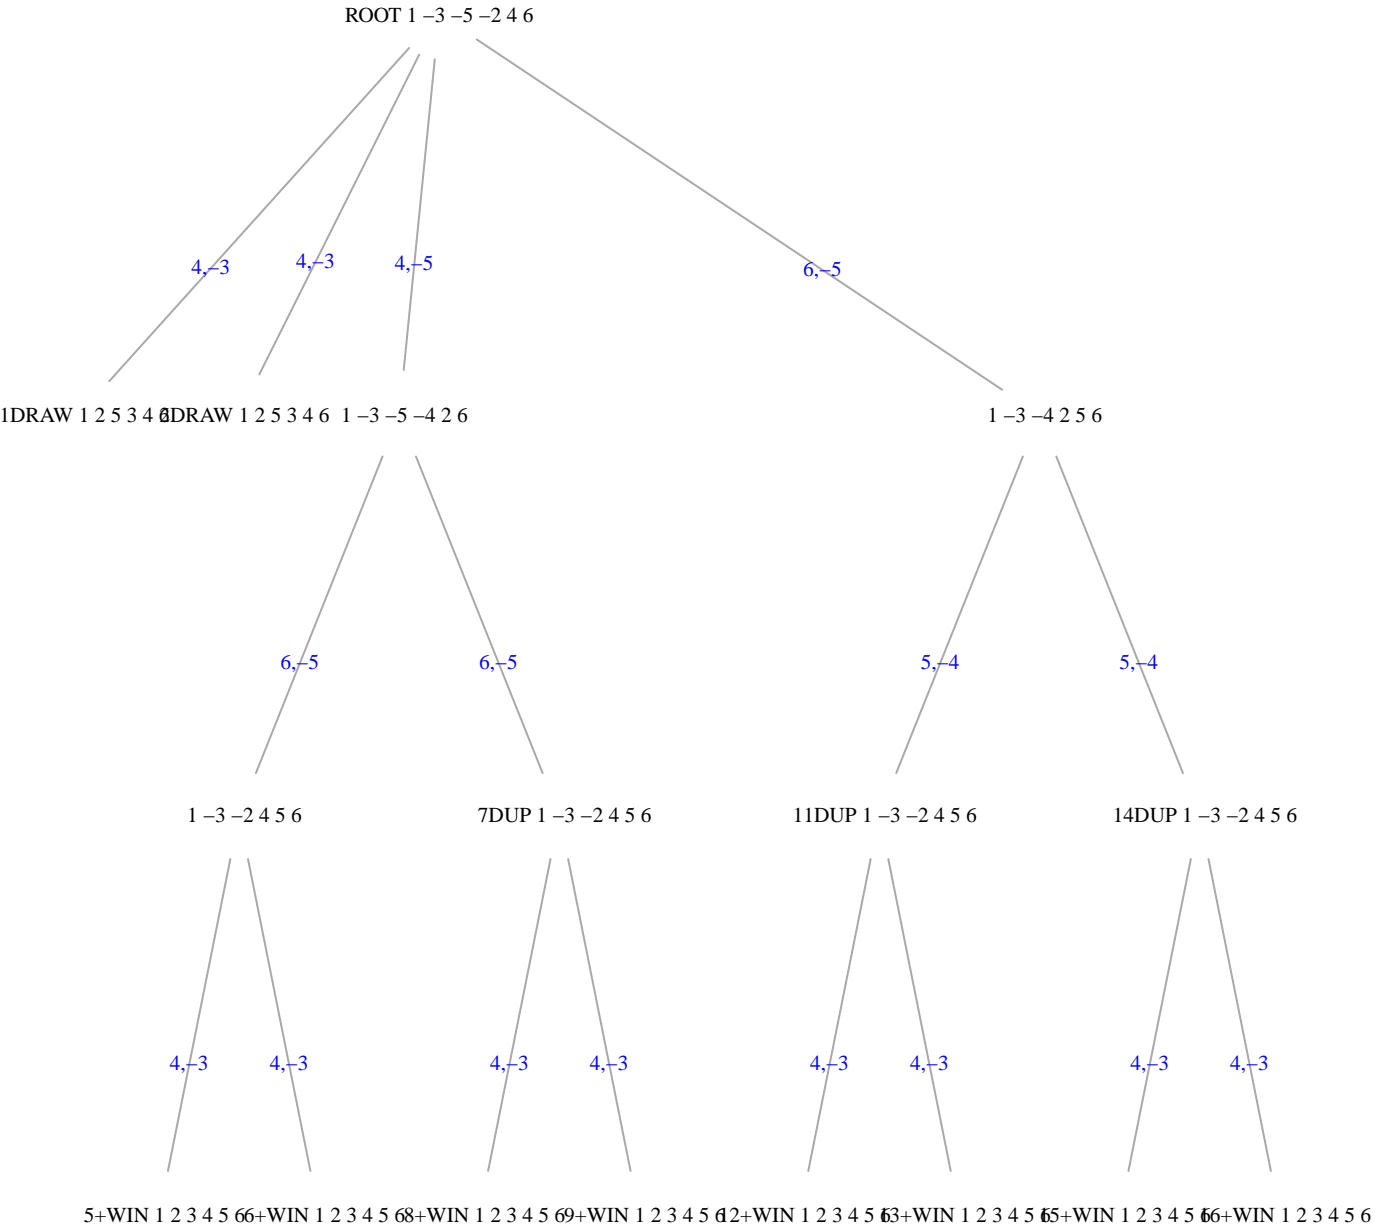 ROOT 1 –3 –5 –2 4 6
4,–3 4,–3 4,–5 6,–5
1DRAW 1 2 5 3 4 6 2DRAW 1 2 5 3 4 6 1 –3 –5 –4 2 6 1 –3 –4 2 5 6
6,–5 6,–5 5,–4 5,–4
1 –3 –2 4 5 6 7DUP 1 –3 –2 4 5 6 11DUP 1 –3 –2 4 5 6 14DUP 1 –3 –2 4 5 6
4,–3 4,–3 4,–3 4,–3 4,–3 4,–3 4,–3 4,–3
5+WIN 1 2 3 4 5 6 6+WIN 1 2 3 4 5 6 8+WIN 1 2 3 4 5 6 9+WIN 1 2 3 4 5 6 12+WIN 1 2 3 4 5 6 13+WIN 1 2 3 4 5 6 15+WIN 1 2 3 4 5 6 16+WIN 1 2 3 4 5 6